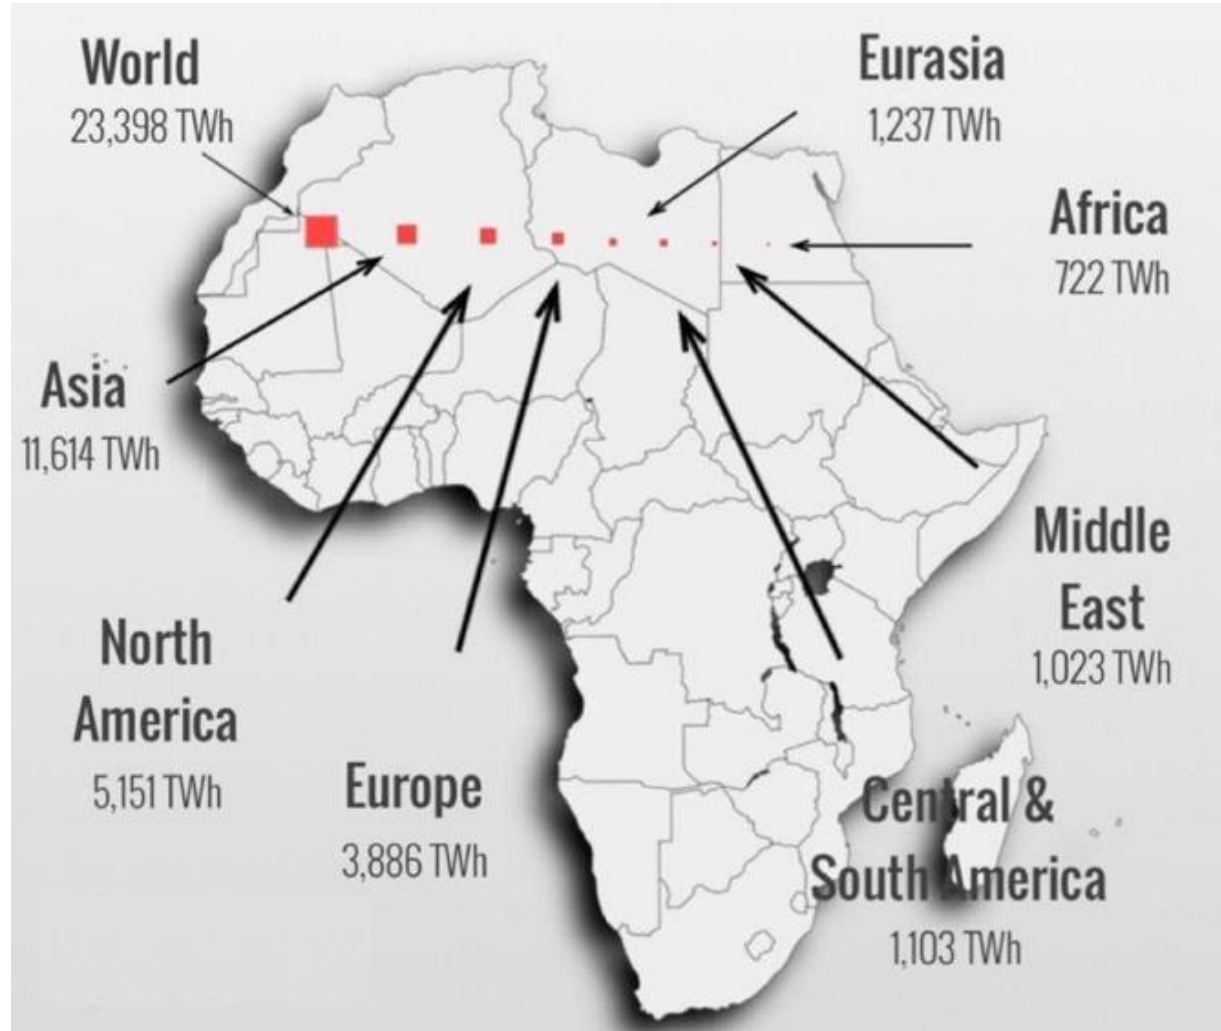 World
23,398 TWh
Eurasia
1,237 TWh
Africa
722 TWh
Asia
11,614 TWh
Middle
East
1,023 TWh
North
America
5,151 TWh
Europe
3,886 TWh
Central &
South America
1,103 TWh